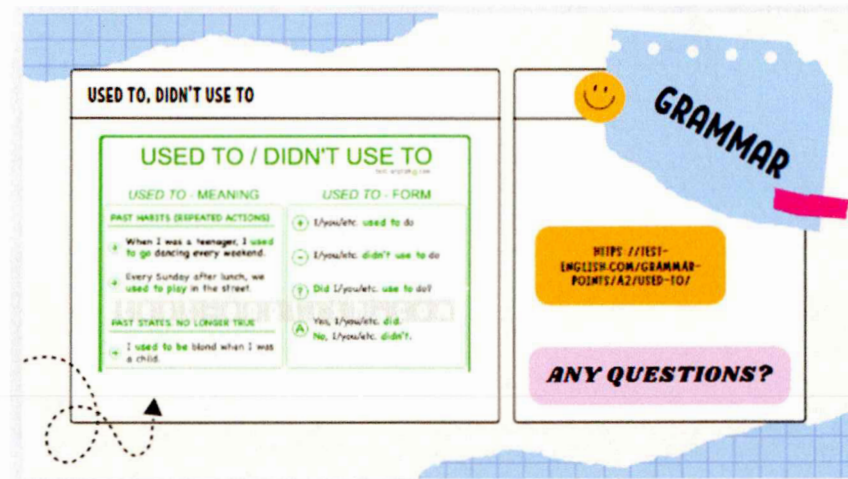 USED TO, DIDN'T USE TO
GRAMMAR
USED TO / DIDN'T USE TO
USED TO - MEANING
PAST HABITS (REPEATED ACTIONS)
+ When I was a teenager, I used
to go dancing every weekend.
+ Every Sunday after lunch, we
used to play in the street.
PAST STATES. NO LONGER TRUE
+ I used to be blond when I was
a child.
USED TO - FORM
+ I/you/etc. used to do
- I/you/etc. didn't use to do
? Did I/you/etc. use to do?
A Yes, I/you/etc. did.
No, I/you/etc. didn't.
HTTPS://TEST-
ENGLISH.COM/GRAMMAR-
POINTS/A2/USED-TO/
ANY QUESTIONS?